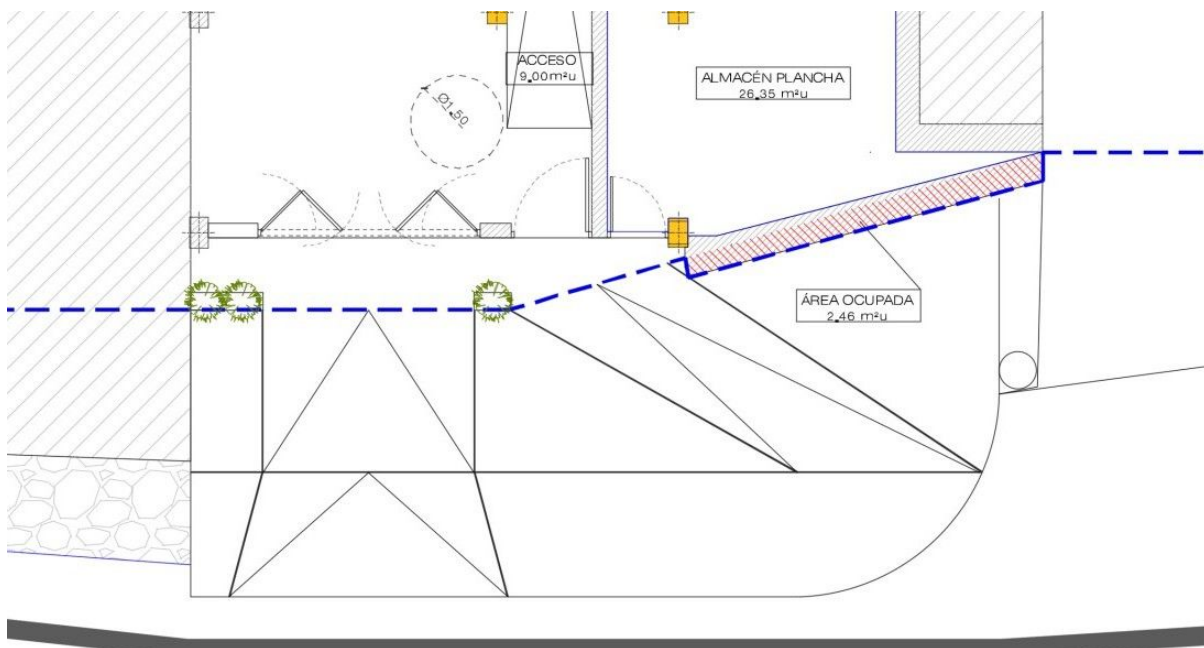 ACCESO
9,00m²u
ALMACÉN PLANCHA
26,35 m²u
Ø1,50
ÁREA OCUPADA
2,46 m²u